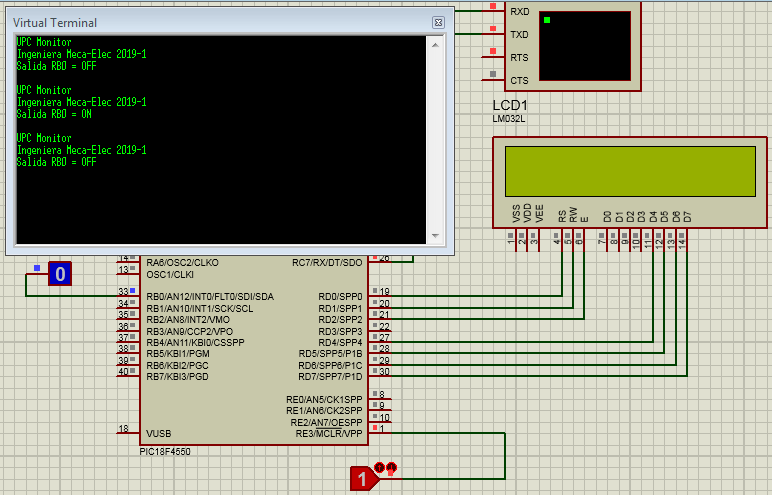 Virtual Terminal
UPC Monitor
Ingeniera Meca-Elec 2019-1
Salida RB0 = OFF
UPC Monitor
Ingeniera Meca-Elec 2019-1
Salida RB0 = ON
UPC Monitor
Ingeniera Meca-Elec 2019-1
Salida RB0 = OFF
RXD
TXD
RTS
CTS
LCD1
LM032L
VSS
VDD
VEE
RS
RW
E
D0
D1
D2
D3
D4
D5
D6
D7
1
2
3
4
5
6
7
8
9
10
11
12
13
14
0
14 RA6/OSC2/CLKO
13 OSC1/CLKI
33 RB0/AN12/INT0/FLT0/SDI/SDA
34 RB1/AN10/INT1/SCK/SCL
35 RB2/AN8/INT2/VMO
36 RB3/AN9/CCP2/VPO
37 RB4/AN11/KBI0/CSSPP
38 RB5/KBI1/PGM
39 RB6/KBI2/PGC
40 RB7/KBI3/PGD
18 VUSB
RC7/RX/DT/SDO 26
RD0/SPP0 19
RD1/SPP1 20
RD2/SPP2 21
RD3/SPP3 22
RD4/SPP4 27
RD5/SPP5/P1B 28
RD6/SPP6/P1C 29
RD7/SPP7/P1D 30
RE0/AN5/CK1SPP 8
RE1/AN6/CK2SPP 9
RE2/AN7/OESPP 10
RE3/MCLR/VPP 1
PIC18F4550
1